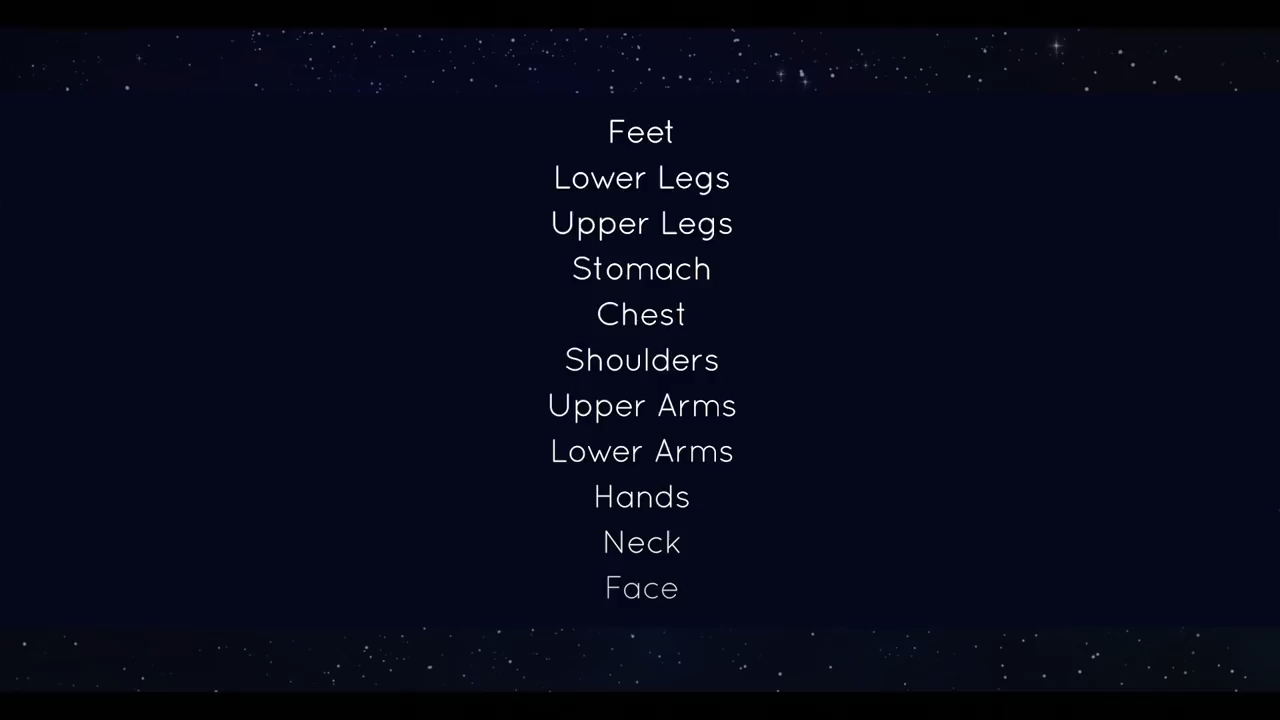 Feet
Lower Legs
Upper Legs
Stomach
Chest
Shoulders
Upper Arms
Lower Arms
Hands
Neck
Face